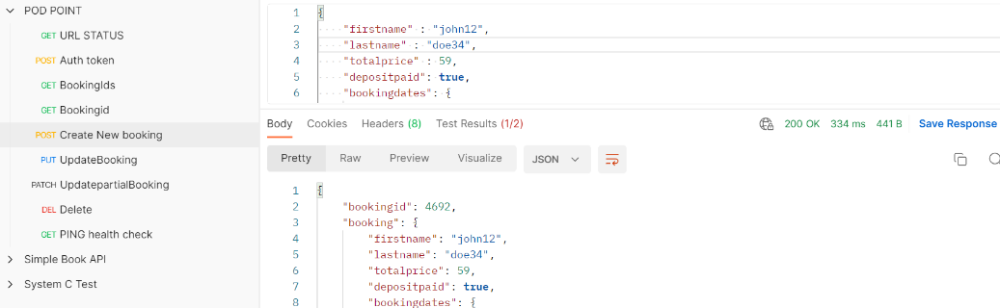 POD POINT
GET URL STATUS
POST Auth token
GET BookingIds
GET Bookingid
POST Create New booking
PUT UpdateBooking
PATCH UpdatepartialBooking
DEL Delete
GET PING health check
Simple Book API
System C Test
1 {
2 "firstname" : "john12",
3 "lastname" : "doe34",
4 "totalprice" : 59,
5 "depositpaid": true,
6 "bookingdates": {
Body Cookies Headers (8) Test Results (1/2) 200 OK 334 ms 441 B Save Response
Pretty Raw Preview Visualize JSON
1 {
2 "bookingid": 4692,
3 "booking": {
4 "firstname": "john12",
5 "lastname": "doe34",
6 "totalprice": 59,
7 "depositpaid": true,
8 "bookingdates": {